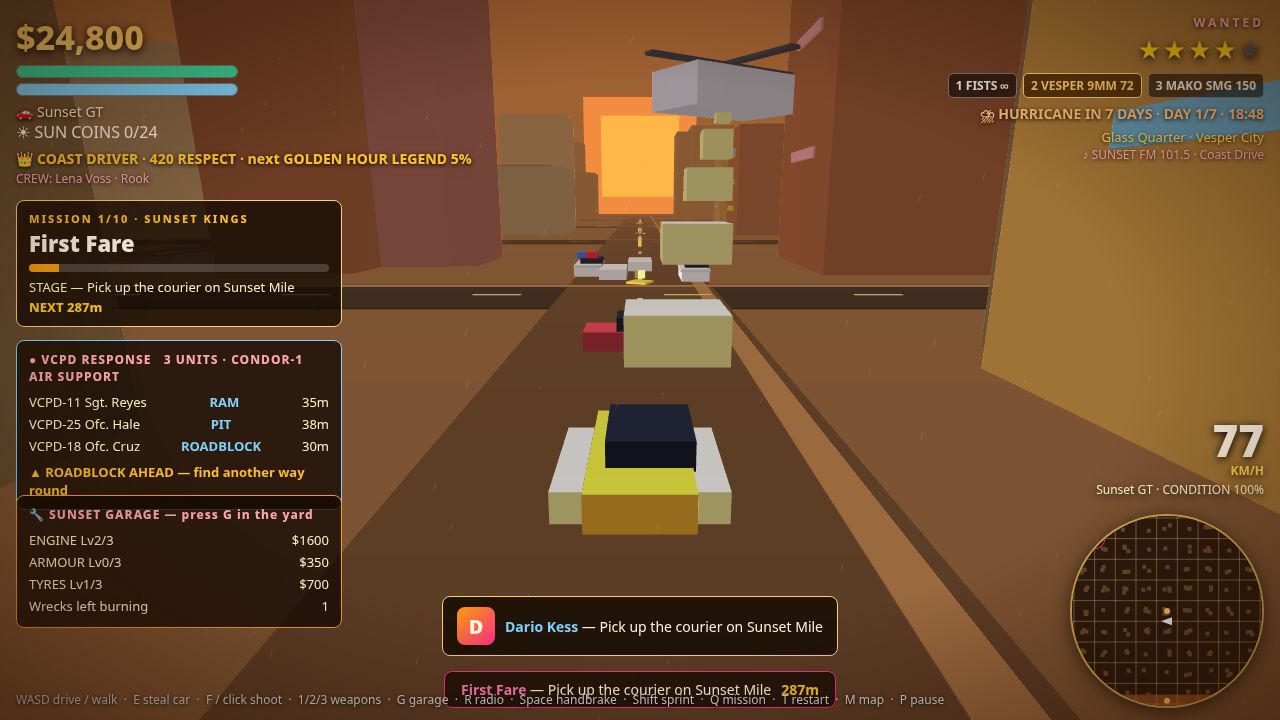 $24,800
🚗 Sunset GT
☀ SUN COINS 0/24
👑 COAST DRIVER · 420 RESPECT · next GOLDEN HOUR LEGEND 5%
CREW: Lena Voss · Rook
MISSION 1/10 · SUNSET KINGS
First Fare
STAGE — Pick up the courier on Sunset Mile
NEXT 287m
● VCPD RESPONSE 3 UNITS · CONDOR-1
AIR SUPPORT
VCPD-11 Sgt. Reyes RAM 35m
VCPD-25 Ofc. Hale PIT 38m
VCPD-18 Ofc. Cruz ROADBLOCK 30m
▲ ROADBLOCK AHEAD — find another way
round
🔧 SUNSET GARAGE — press G in the yard
ENGINE Lv2/3 $1600
ARMOUR Lv0/3 $350
TYRES Lv1/3 $700
Wrecks left burning 1
WANTED
★★★★★
1 FISTS ∞ 2 VESPER 9MM 72 3 MAKO SMG 150
⛈ HURRICANE IN 7 DAYS · DAY 1/7 · 18:48
Glass Quarter · Vesper City
♪ SUNSET FM 101.5 · Coast Drive
77
KM/H
Sunset GT · CONDITION 100%
D Dario Kess — Pick up the courier on Sunset Mile
First Fare — Pick up the courier on Sunset Mile 287m
WASD drive / walk · E steal car · F / click shoot · 1/2/3 weapons · G garage · R radio · Space handbrake · Shift sprint · Q mission · T restart · M map · P pause